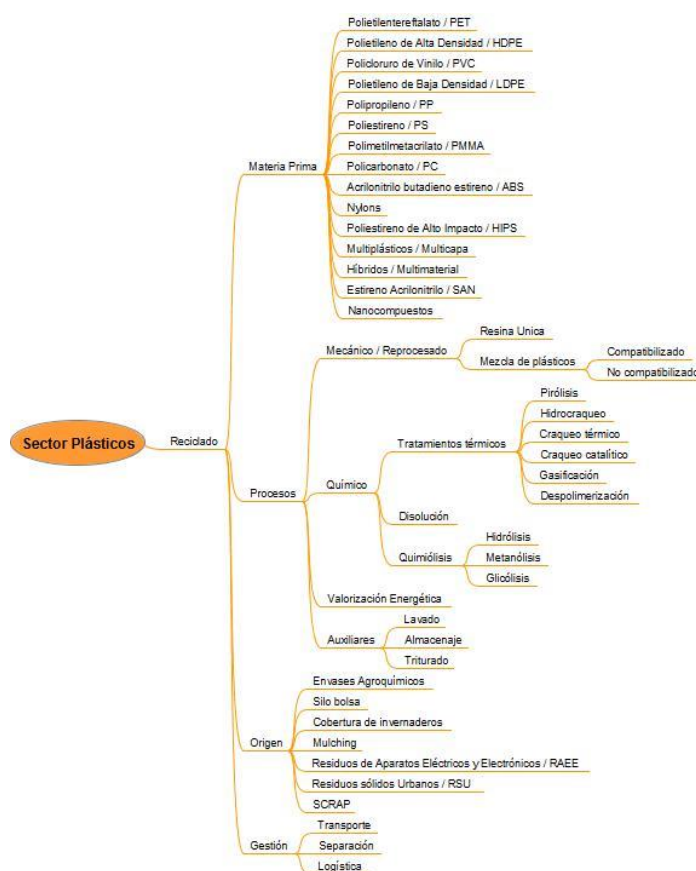 Polietilentereftalato / PET
Polietileno de Alta Densidad / HDPE
Policloruro de Vinilo / PVC
Polietileno de Baja Densidad / LDPE
Polipropileno / PP
Poliestireno / PS
Polimetilmetacrilato / PMMA
Materia Prima
Policarbonato / PC
Acrilonitrilo butadieno estireno / ABS
Nylons
Poliestireno de Alto Impacto / HIPS
Multiplásticos / Multicapa
Híbridos / Multimaterial
Estireno Acrilonitrilo / SAN
Nanocompuestos
Mecánico / Reprocesado
Resina Unica
Mezcla de plásticos
Compatibilizado
No compatibilizado
Sector Plásticos
Reciclado
Procesos
Químico
Tratamientos térmicos
Pirólisis
Hidrocraqueo
Craqueo térmico
Craqueo catalítico
Gasificación
Despolimerización
Disolución
Quimiólisis
Hidrólisis
Metanólisis
Glicólisis
Valorización Energética
Auxiliares
Lavado
Almacenaje
Triturado
Origen
Envases Agroquímicos
Silo bolsa
Cobertura de invernaderos
Mulching
Residuos de Aparatos Eléctricos y Electrónicos / RAEE
Residuos sólidos Urbanos / RSU
SCRAP
Gestión
Transporte
Separación
Logística